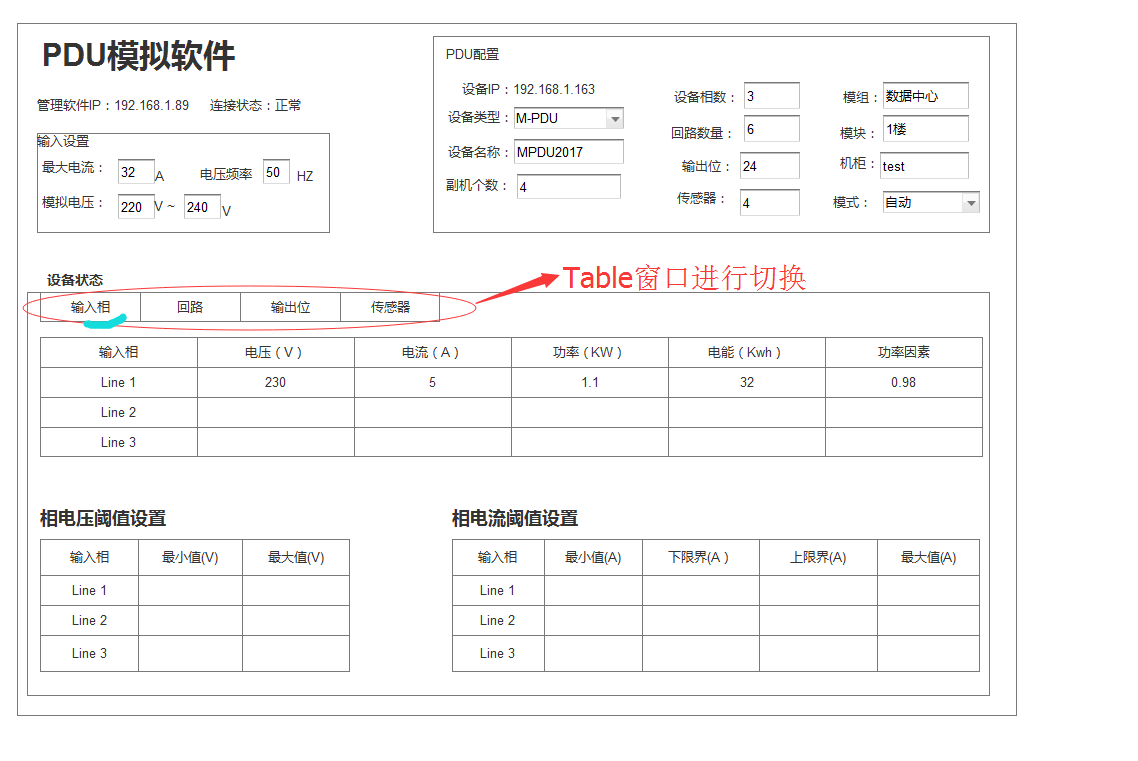 PDU模拟软件
管理软件IP：192.168.1.89 连接状态：正常
输入设置
最大电流： 32 A 电压频率 50 HZ
模拟电压： 220 V ~ 240 V
PDU配置
设备IP：192.168.1.163
设备类型： M-PDU
设备名称： MPDU2017
副机个数： 4
设备相数： 3
回路数量： 6
输出位： 24
传感器： 4
模组： 数据中心
模块： 1楼
机柜： test
模式： 自动
设备状态
Table窗口进行切换
输入相 回路 输出位 传感器
输入相 电压（V） 电流（A） 功率（KW） 电能（Kwh） 功率因素
Line 1 230 5 1.1 32 0.98
Line 2
Line 3
相电压阈值设置
输入相 最小值(V) 最大值(V)
Line 1
Line 2
Line 3
相电流阈值设置
输入相 最小值(A) 下限界(A ) 上限界(A) 最大值(A)
Line 1
Line 2
Line 3